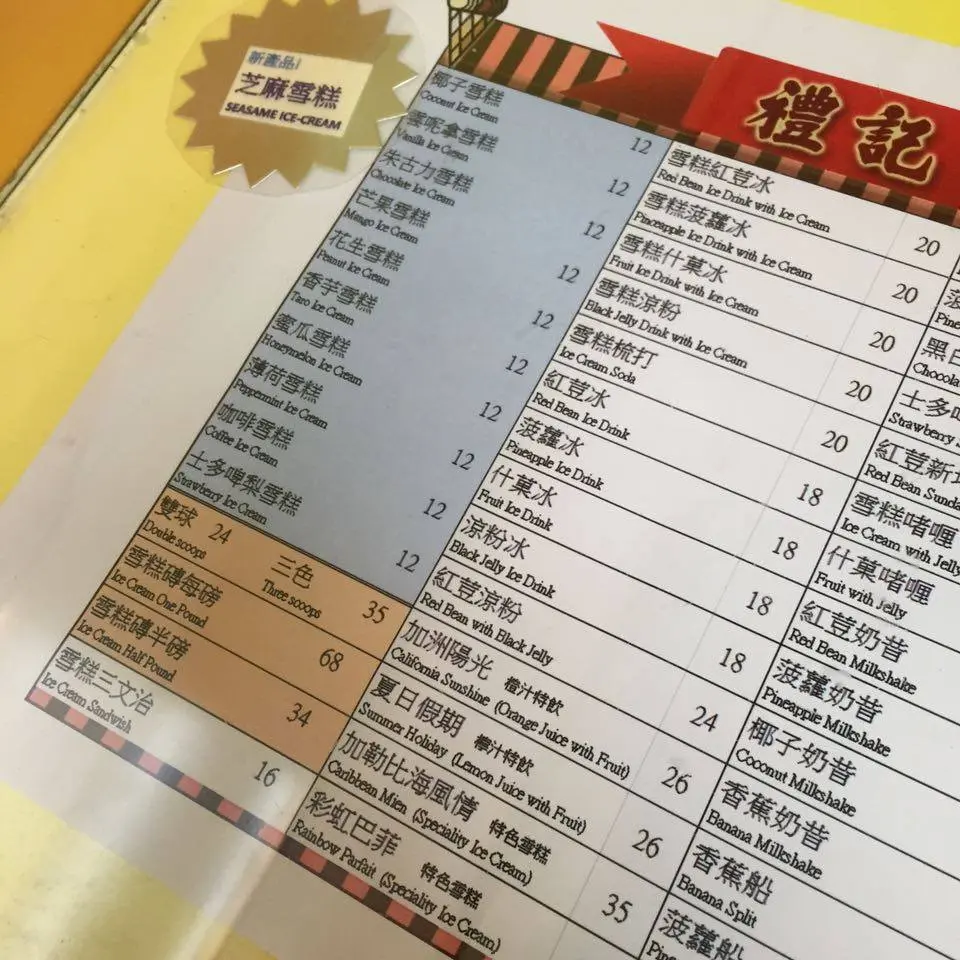 新產品!
芝麻雪糕
SEASAME ICE-CREAM
禮記
椰子雪糕 12
Coconut Ice Cream
雲呢拿雪糕 12
Vanilla Ice Cream
朱古力雪糕 12
Chocolate Ice Cream
芒果雪糕 12
Mango Ice Cream
花生雪糕 12
Peanut Ice Cream
香芋雪糕 12
Taro Ice Cream
蜜瓜雪糕 12
Honeymelon Ice Cream
薄荷雪糕 12
Peppermint Ice Cream
咖啡雪糕 12
Coffee Ice Cream
士多啤梨雪糕 12
Strawberry Ice Cream
雙球 24 三色 35
Double scoops Three scoops
雪糕磚每磅 68
Ice Cream One Pound
雪糕磚半磅 34
Ice Cream Half Pound
雪糕三文治 16
Ice Cream Sandwish
雪糕紅荳冰 20
Red Bean Ice Drink with Ice Cream
雪糕菠蘿冰 20
Pineapple Ice Drink with Ice Cream
雪糕什菓冰 20
Fruit Ice Drink with Ice Cream
雪糕涼粉 20
Black Jelly Drink with Ice Cream
雪糕梳打 20
Ice Cream Soda
紅荳冰 18
Red Bean Ice Drink
菠蘿冰 18
Pineapple Ice Drink
什菓冰 18
Fruit Ice Drink
涼粉冰 18
Black Jelly Ice Drink
紅荳涼粉 24
Red Bean with Black Jelly
加洲陽光 橙汁特飲 26
California Sunshine (Orange Juice with Fruit)
夏日假期 橙汁特飲 26
Summer Holiday (Lemon Juice with Fruit)
加勒比海風情 特色雪糕 35
Caribbean Mien (Speciality Ice Cream)
彩虹巴菲 特色雪糕
Rainbow Parfait (Speciality Ice Cream)
菠
Pine
黑白
Chocola
士多
Strawberry
紅荳新地
Red Bean Sunda
雪糕啫喱
Ice Cream with Jelly
什菓啫喱
Fruit with Jelly
紅荳奶昔
Red Bean Milkshake
菠蘿奶昔
Pineapple Milkshake
椰子奶昔
Coconut Milkshake
香蕉奶昔
Banana Milkshake
香蕉船
Banana Split
菠蘿船
Pine